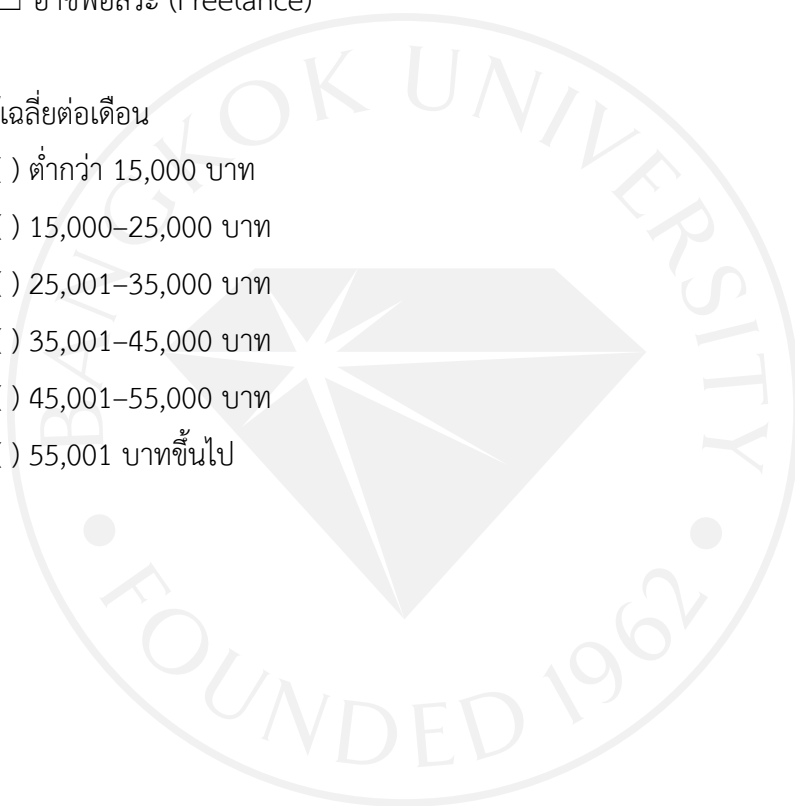 อาชีพอิสระ (Freelance)
เฉลี่ยต่อเดือน
( ) ต่ำกว่า 15,000 บาท
( ) 15,000–25,000 บาท
( ) 25,001–35,000 บาท
( ) 35,001–45,000 บาท
( ) 45,001–55,000 บาท
( ) 55,001 บาทขึ้นไป
BANGKOK UNIVERSITY
FOUNDED 1962